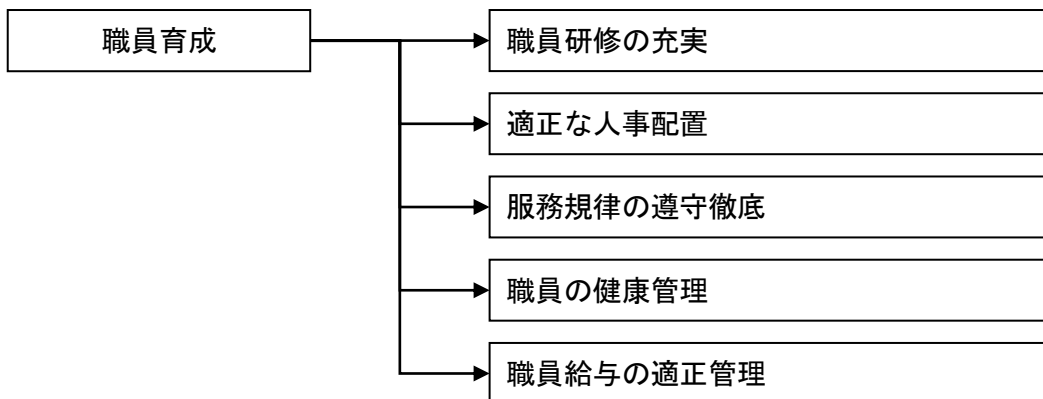 職員育成
職員研修の充実
適正な人事配置
服務規律の遵守徹底
職員の健康管理
職員給与の適正管理